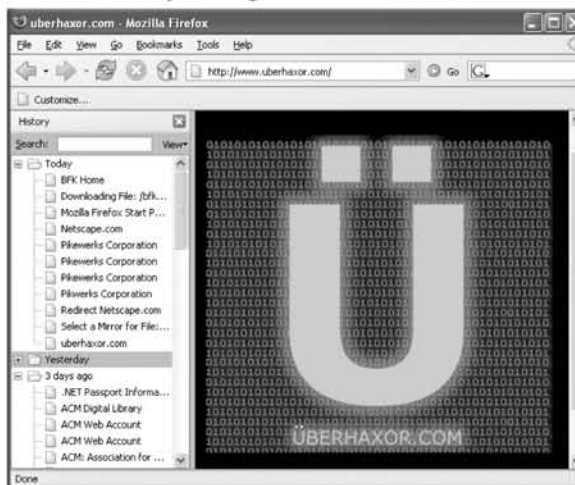 uberhaxor.com - Mozilla Firefox
File Edit View Go Bookmarks Tools Help
http://www.uberhaxor.com/ Go G
Customize...
History
Search: View
Today
BFK Home
Downloading File: /bfk...
Mozilla Firefox Start P...
Netscape.com
Pikewerks Corporation
Pikewerks Corporation
Pikewerks Corporation
Pikwerks Corporation
Redirect Netscape.com
Select a Mirror for File:...
uberhaxor.com
Yesterday
3 days ago
.NET Passport Informa...
ACM Digital Library
ACM Web Account
ACM Web Account
ACM: Association for ...
Ü
ÜBERHAXOR.COM
Done